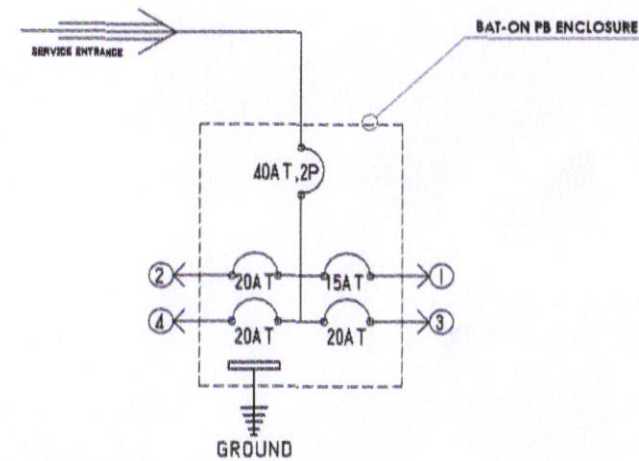 BAT-ON PB ENCLOSURE
SERVICE ENTRANCE
40AT,2P
2
20AT
15AT
1
4
20AT
20AT
3
GROUND